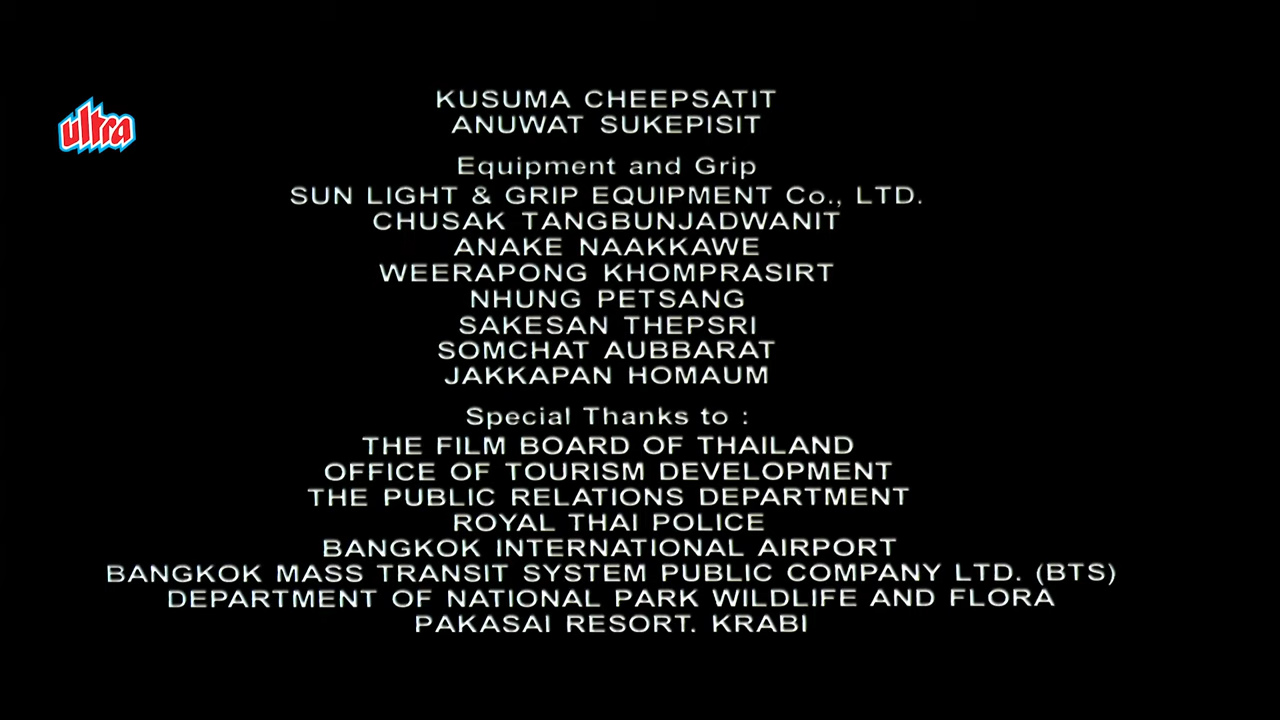 ultra
KUSUMA CHEEPSATIT
ANUWAT SUKEPISIT
Equipment and Grip
SUN LIGHT & GRIP EQUIPMENT Co., LTD.
CHUSAK TANGBUNJADWANIT
ANAKE NAAKKAWE
WEERAPONG KHOMPRASIRT
NHUNG PETSANG
SAKESAN THEPSRI
SOMCHAT AUBBARAT
JAKKAPAN HOMAUM
Special Thanks to :
THE FILM BOARD OF THAILAND
OFFICE OF TOURISM DEVELOPMENT
THE PUBLIC RELATIONS DEPARTMENT
ROYAL THAI POLICE
BANGKOK INTERNATIONAL AIRPORT
BANGKOK MASS TRANSIT SYSTEM PUBLIC COMPANY LTD. (BTS)
DEPARTMENT OF NATIONAL PARK WILDLIFE AND FLORA
PAKASAI RESORT. KRABI